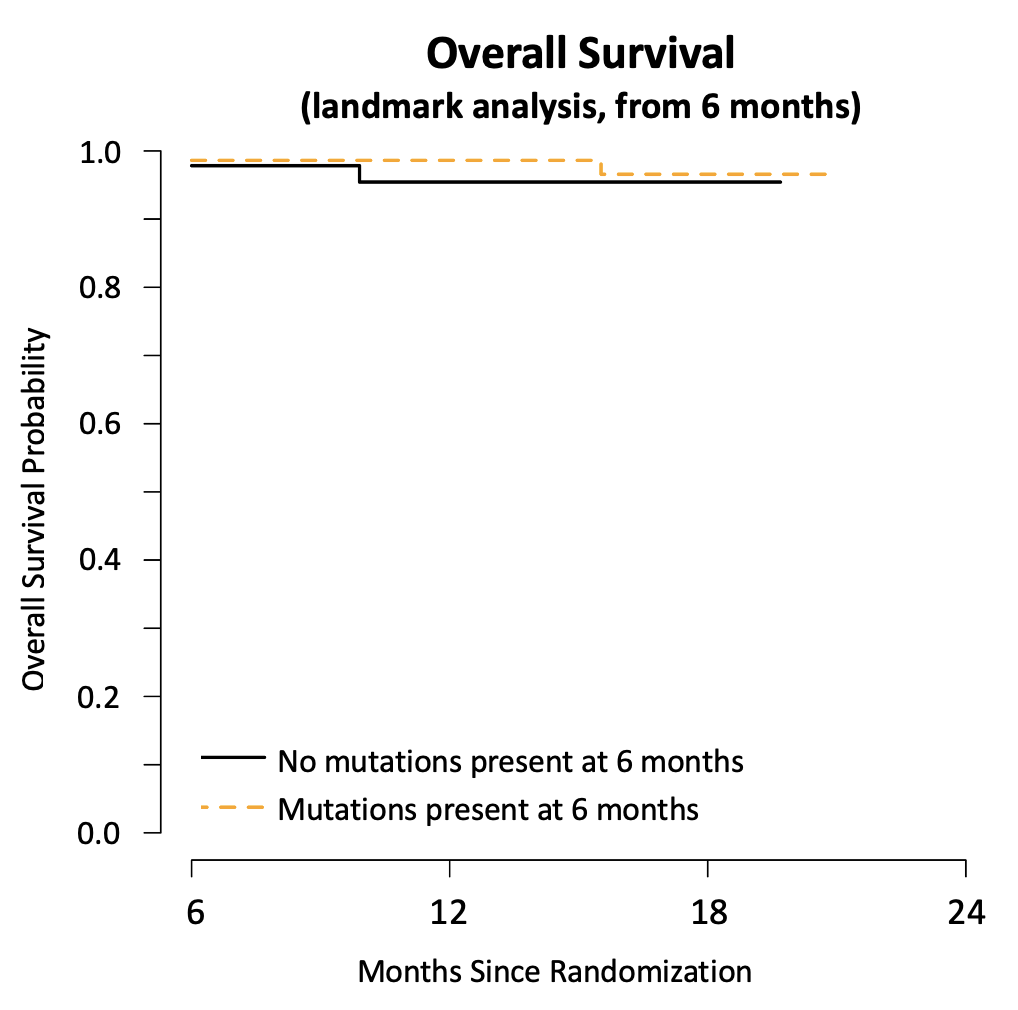 Overall Survival
(landmark analysis, from 6 months)
1.0
0.8
0.6
0.4
0.2
0.0
Overall Survival Probability
No mutations present at 6 months
Mutations present at 6 months
6 12 18 24
Months Since Randomization